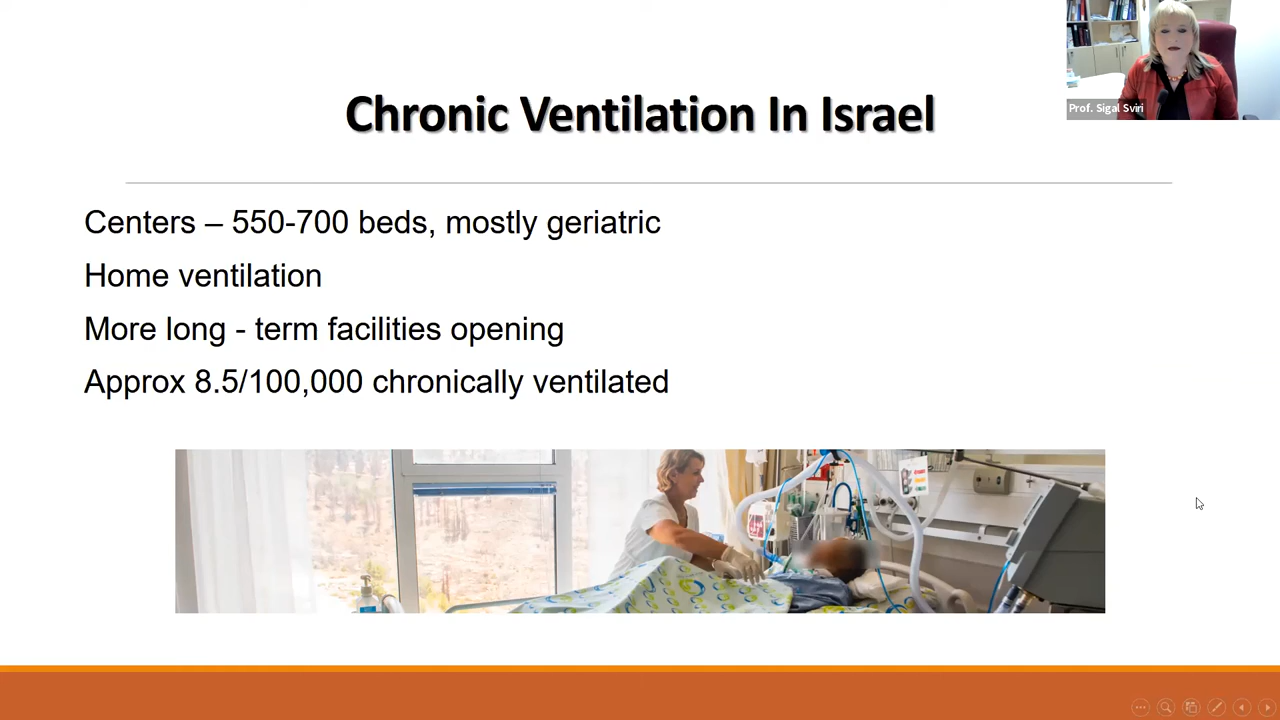 Prof. Sigal Sviri
Chronic Ventilation In Israel
Centers – 550-700 beds, mostly geriatric
Home ventilation
More long - term facilities opening
Approx 8.5/100,000 chronically ventilated